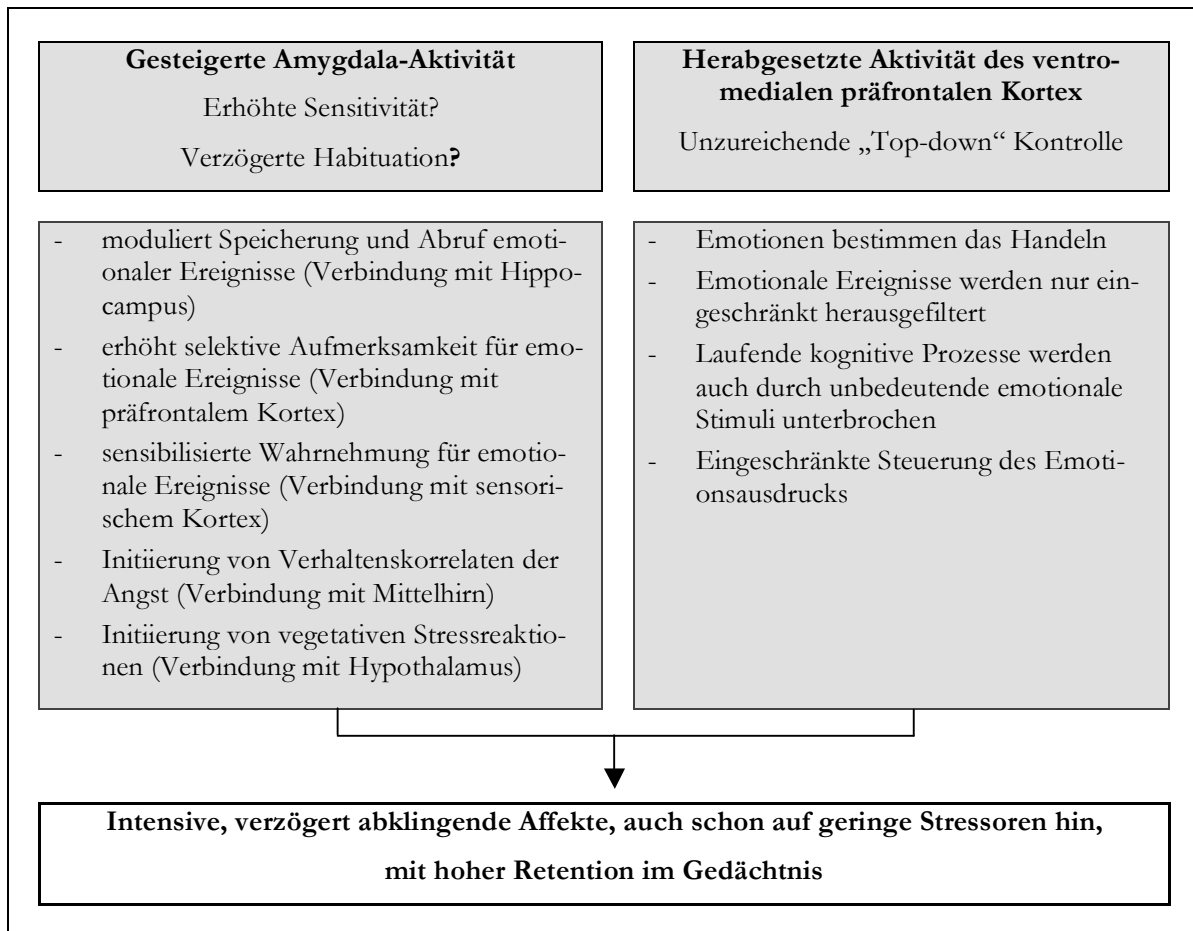 Gesteigerte Amygdala-Aktivität
Erhöhte Sensitivität?
Verzögerte Habituation?
Herabgesetzte Aktivität des ventro-
medialen präfrontalen Kortex
Unzureichende „Top-down“ Kontrolle
- moduliert Speicherung und Abruf emoti-
onaler Ereignisse (Verbindung mit Hippo-
campus)
- erhöht selektive Aufmerksamkeit für emo-
tionale Ereignisse (Verbindung mit
präfrontalem Kortex)
- sensibilisierte Wahrnehmung für emotio-
nale Ereignisse (Verbindung mit sensori-
schem Kortex)
- Initiierung von Verhaltenskorrelaten der
Angst (Verbindung mit Mittelhirn)
- Initiierung von vegetativen Stressreaktio-
nen (Verbindung mit Hypothalamus)
- Emotionen bestimmen das Handeln
- Emotionale Ereignisse werden nur ein-
geschränkt herausgefiltert
- Laufende kognitive Prozesse werden
auch durch unbedeutende emotionale
Stimuli unterbrochen
- Eingeschränkte Steuerung des Emoti-
onsausdrucks
Intensive, verzögert abklingende Affekte, auch schon auf geringe Stressoren hin,
mit hoher Retention im Gedächtnis